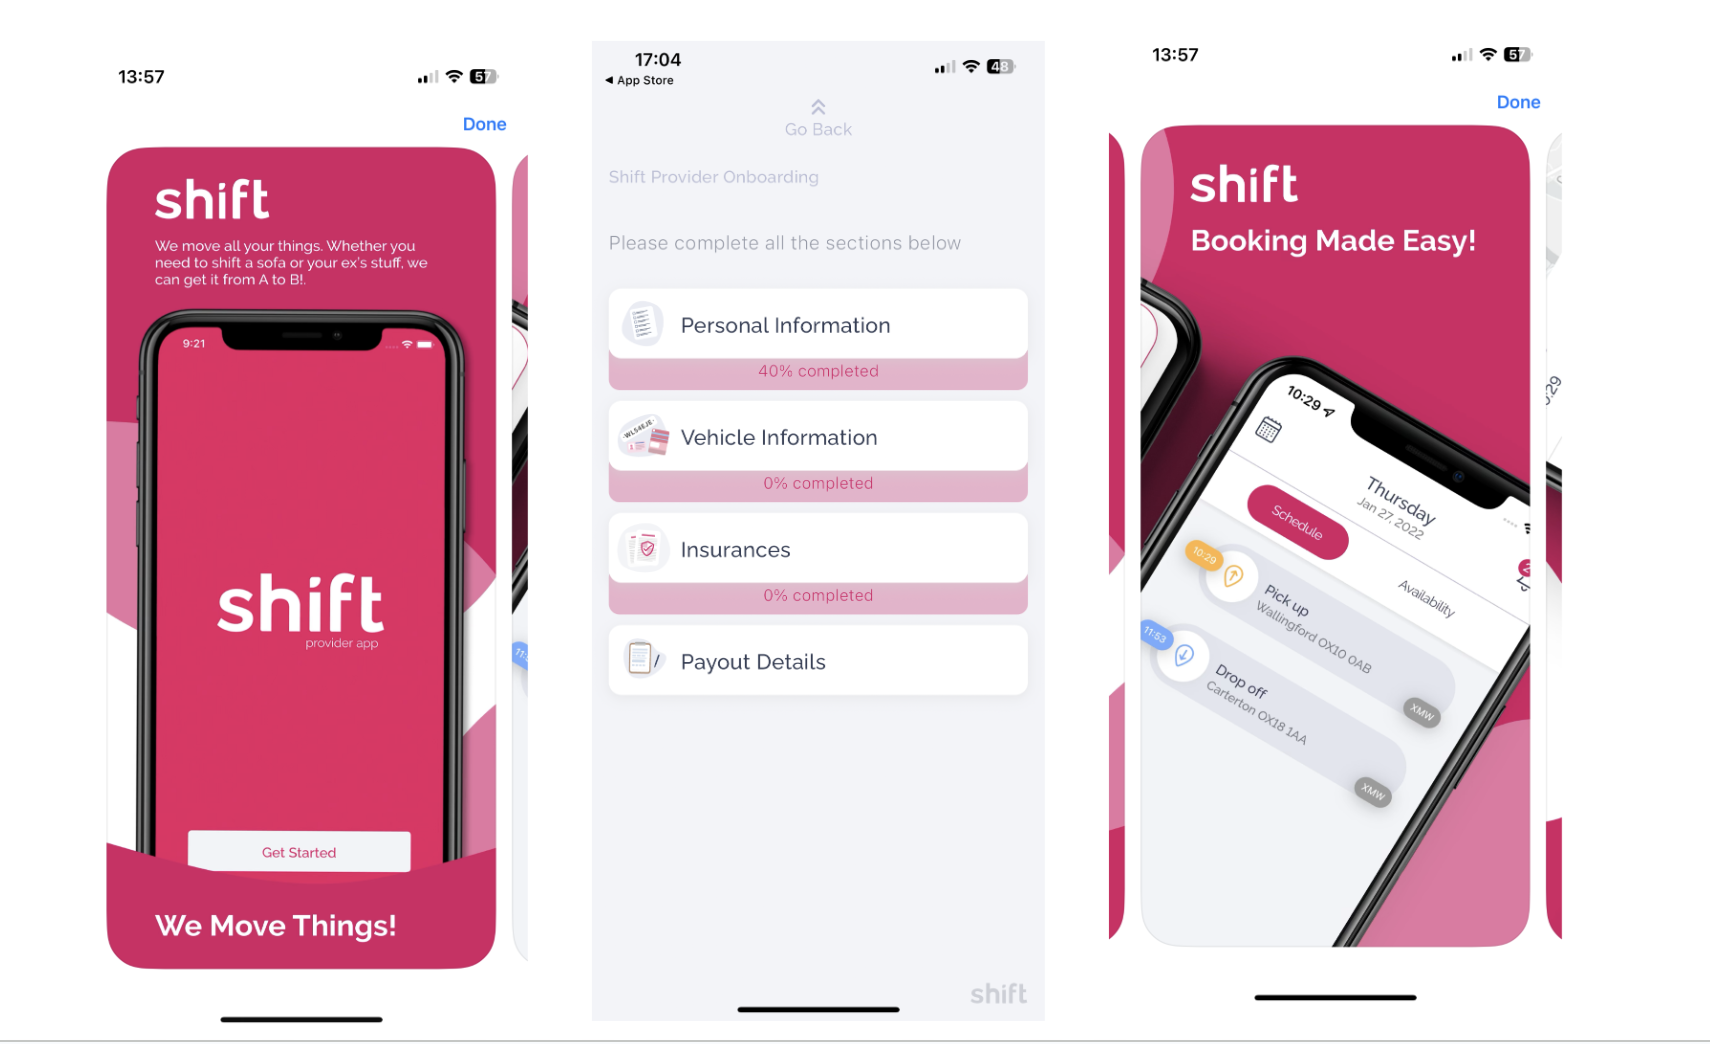 13:57
57
Done
shift
We move all your things. Whether you
need to shift a sofa or your ex's stuff, we
can get it from A to B!.
9:21
shift
provider app
Get Started
We Move Things!
17:04
App Store
48
Go Back
Shift Provider Onboarding
Please complete all the sections below
Personal Information
40% completed
Vehicle Information
0% completed
Insurances
0% completed
Payout Details
shift
13:57
57
Done
shift
Booking Made Easy!
10:29
Thursday
Jan 27, 2022
Schedule
Availability
10:29
Pick up
Wallingford OX10 0AB
XMW
11:53
Drop off
Carterton OX18 1AA
XMW